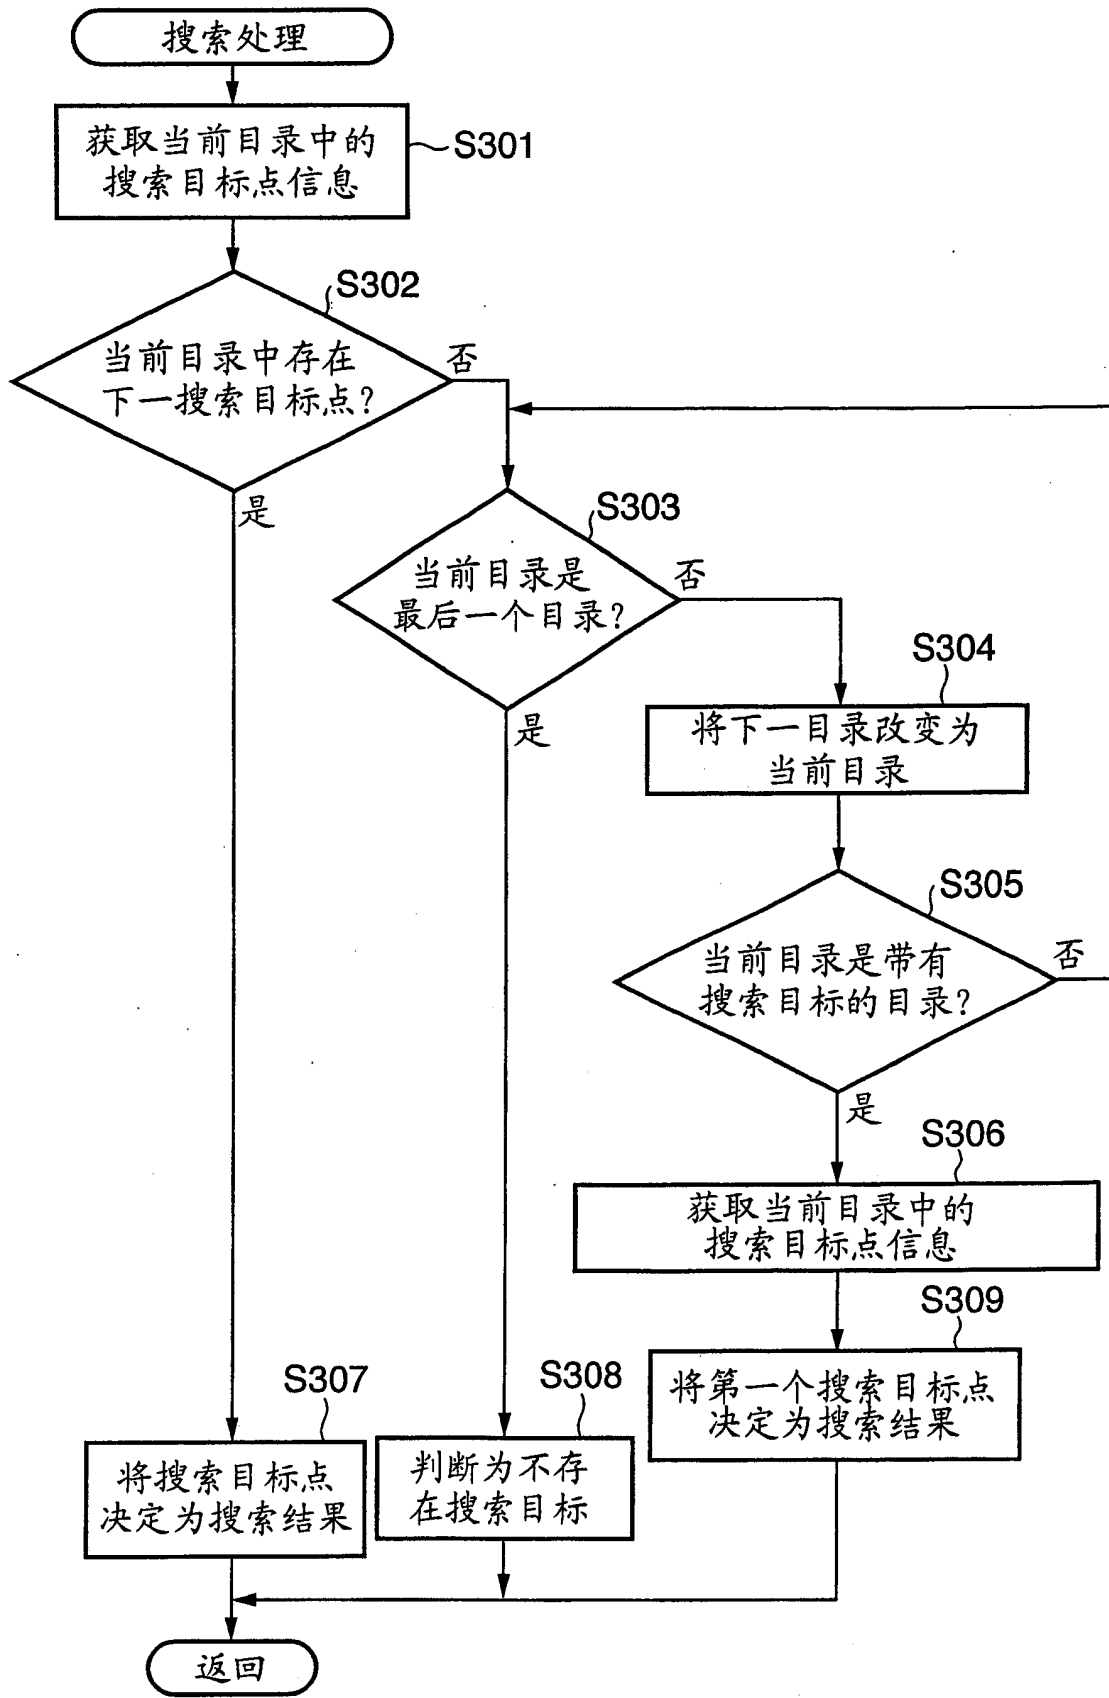 搜索处理
获取当前目录中的
搜索目标点信息
S301
S302
当前目录中存在
下一搜索目标点？
否
是
S303
当前目录是
最后一个目录？
否
是
S304
将下一目录改变为
当前目录
S305
当前目录是带有
搜索目标的目录？
否
是
S306
获取当前目录中的
搜索目标点信息
S309
将第一个搜索目标点
决定为搜索结果
S307
将搜索目标点
决定为搜索结果
S308
判断为不存
在搜索目标
返回